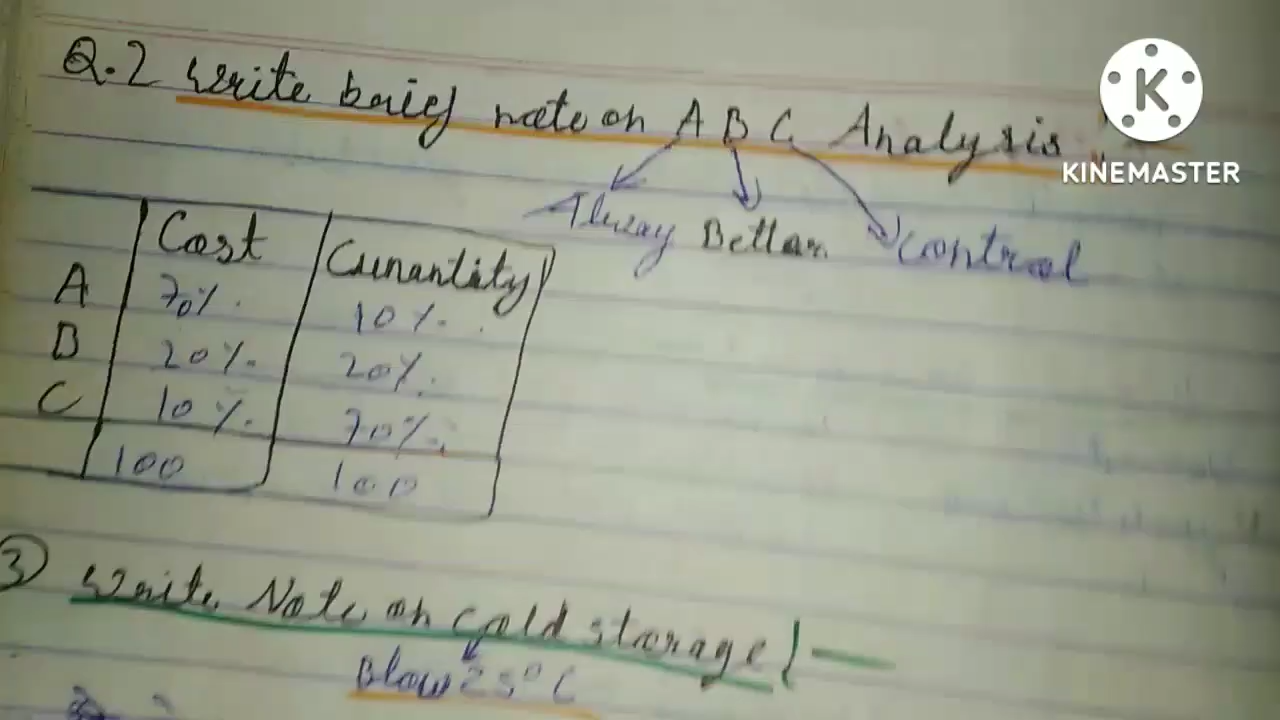 Q.2 Write brief note on A B C Analysis :-
Alway Better control
Cost Cunantity
A 70% 10%
B 20% 20%
C 10% 70%
100 100
3 Write Note on cold storage :-
Blow 25°C
K
KINEMASTER